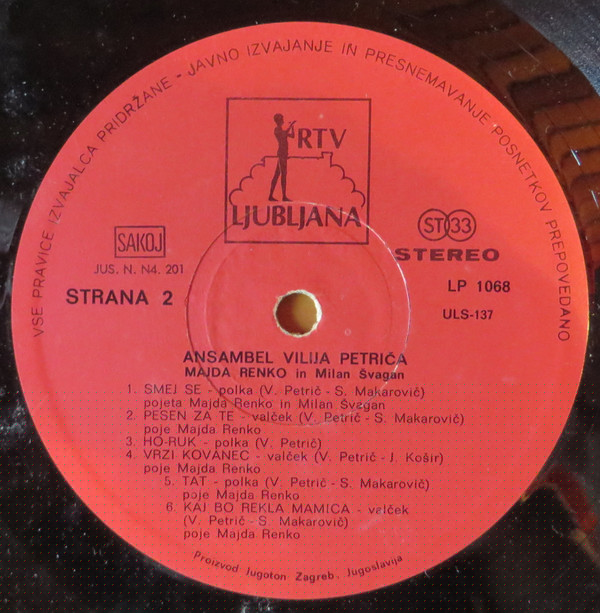 VSE PRAVICE IZVAJALCA PRIDRŽANE - JAVNO IZVAJANJE IN PRESNEMAVANJE POSNETKOV PREPOVEDANO
RTV
LJUBLJANA
SAKOJ
JUS. N. N4. 201
STRANA 2
ST 33
STEREO
LP 1068
ULS-137
ANSAMBEL VILIJA PETRIČA
MAJDA RENKO in Milan Švagan
1. SMEJ SE - polka (V. Petrič - S. Makarovič)
pojeta Majda Renko in Milan Švagan
2. PESEN ZA TE - valček (V. Petrič - S. Makarovič)
poje Majda Renko
3. HO-RUK - polka (V. Petrič)
4. VRZI KOVANEC - valček (V. Petrič - J. Košir)
poje Majda Renko
5. TAT - polka (V. Petrič - S. Makarovič)
poje Majda Renko
6. KAJ BO REKLA MAMICA - valček
(V. Petrič - S. Makarovič)
poje Majda Renko
Proizvod Jugoton Zagreb, Jugoslavija